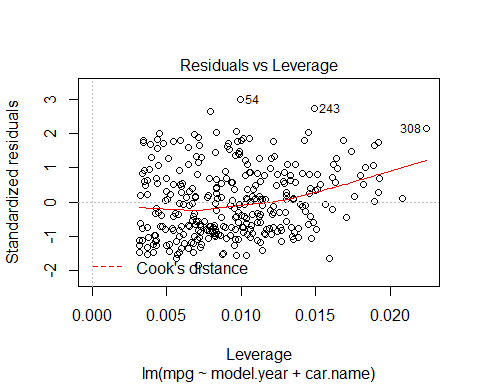 Residuals vs Leverage
Standardized residuals
3
2
1
0
-1
-2
54
243
308
Cook's distance
0.000 0.005 0.010 0.015 0.020
Leverage
lm(mpg ~ model.year + car.name)